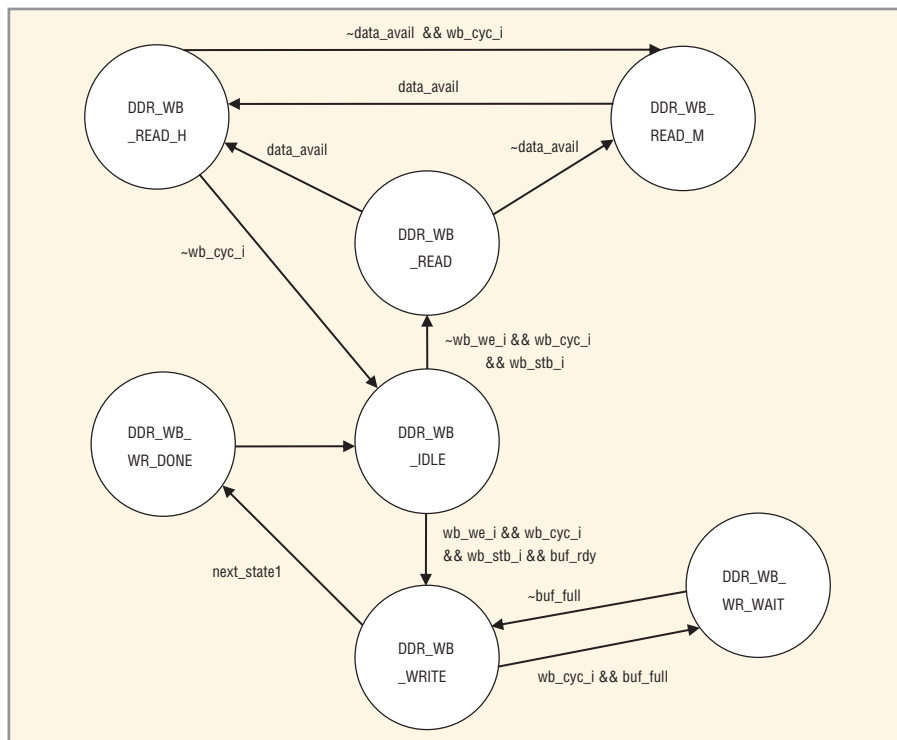 ~data_avail && wb_cyc_i
DDR_WB
_READ_H
data_avail
DDR_WB_
READ_M
data_avail
~data_avail
DDR_WB
_READ
~wb_cyc_i
~wb_we_i && wb_cyc_i
&& wb_stb_i
DDR_WB_
WR_DONE
DDR_WB
_IDLE
wb_we_i && wb_cyc_i
&& wb_stb_i && buf_rdy
next_state1
~buf_full
DDR_WB_
WR_WAIT
DDR_WB
_WRITE
wb_cyc_i && buf_full